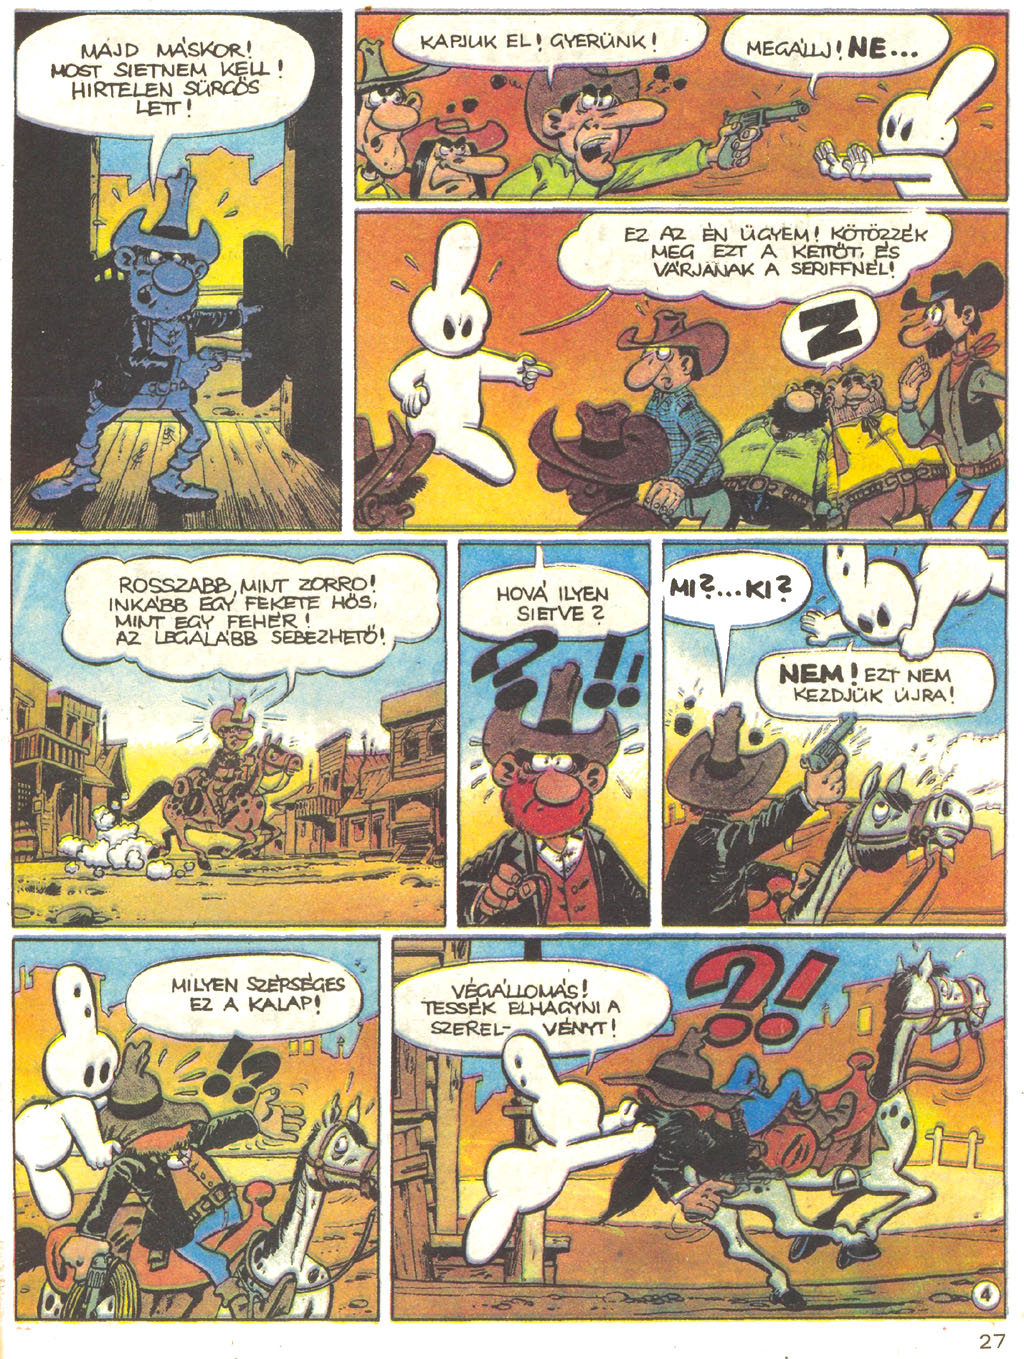 MAJD MÁSKOR!
MOST SIETNEM KELL!
HIRTELEN SÜRGŐS
LETT!
KAPJUK EL! GYERÜNK!
MEGÁLLJ! NE...
EZ AZ ÉN ÜGYEM! KÖTÖZZÉK
MEG EZT A KETTŐT, ÉS
VÁRJANAK A SERIFFNÉL!
Z
ROSSZABB, MINT ZORRO!
INKÁBB EGY FEKETE HŐS,
MINT EGY FEHÉR!
AZ LEGALÁBB SEBEZHETŐ!
HOVÁ ILYEN
SIETVE?
?!!
MI?...KI?
NEM! EZT NEM
KEZDJÜK ÚJRA!
MILYEN SZÉPSÉGES
EZ A KALAP!
!?
VÉGÁLLOMÁS!
TESSÉK ELHAGYNI A
SZEREL- VÉNYT!
?!
4
27